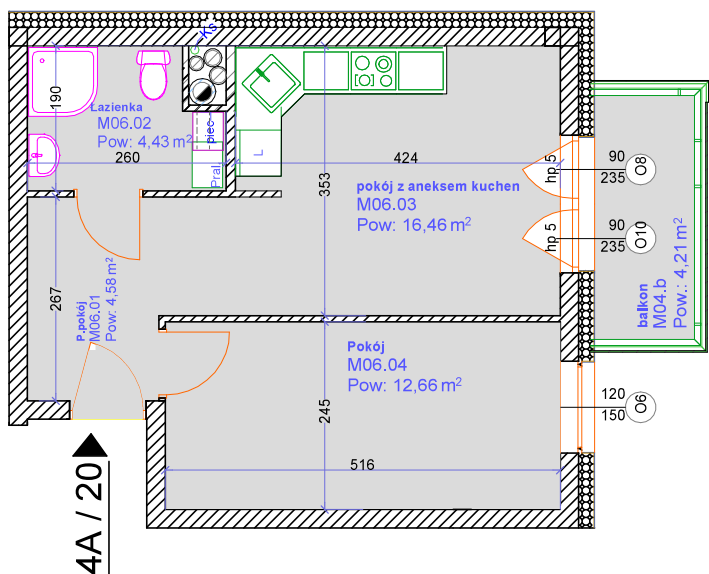 Ks
190
Łazienka
M06.02
Pow: 4,43 m²
260
piec
Pral
L
424
353
pokój z aneksem kuchen
M06.03
Pow: 16,46 m²
hp 5
90
235
O8
hp 5
90
235
O10
267
P.pokój
M06.01
Pow: 4,58 m²
balkon
M04.b
Pow.: 4,21 m²
Pokój
M06.04
Pow: 12,66 m²
245
516
120
150
O6
4A / 20